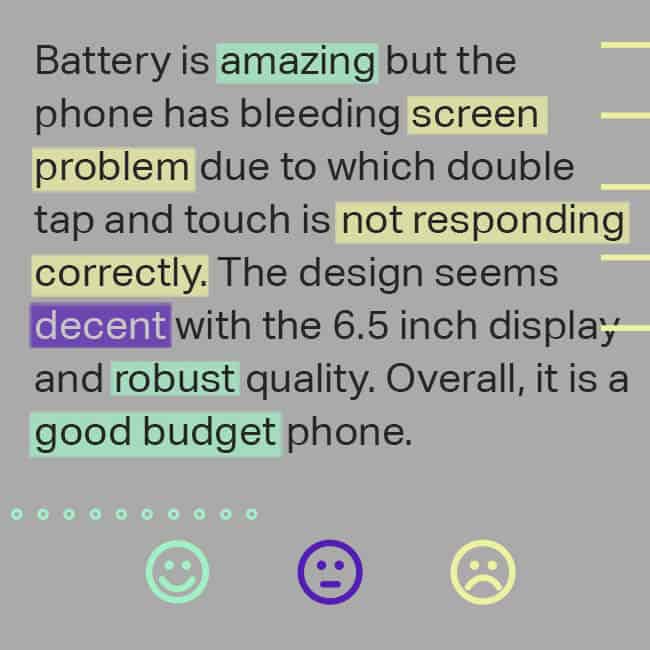 Battery is amazing but the
phone has bleeding screen
problem due to which double
tap and touch is not responding
correctly. The design seems
decent with the 6.5 inch display
and robust quality. Overall, it is a
good budget phone.